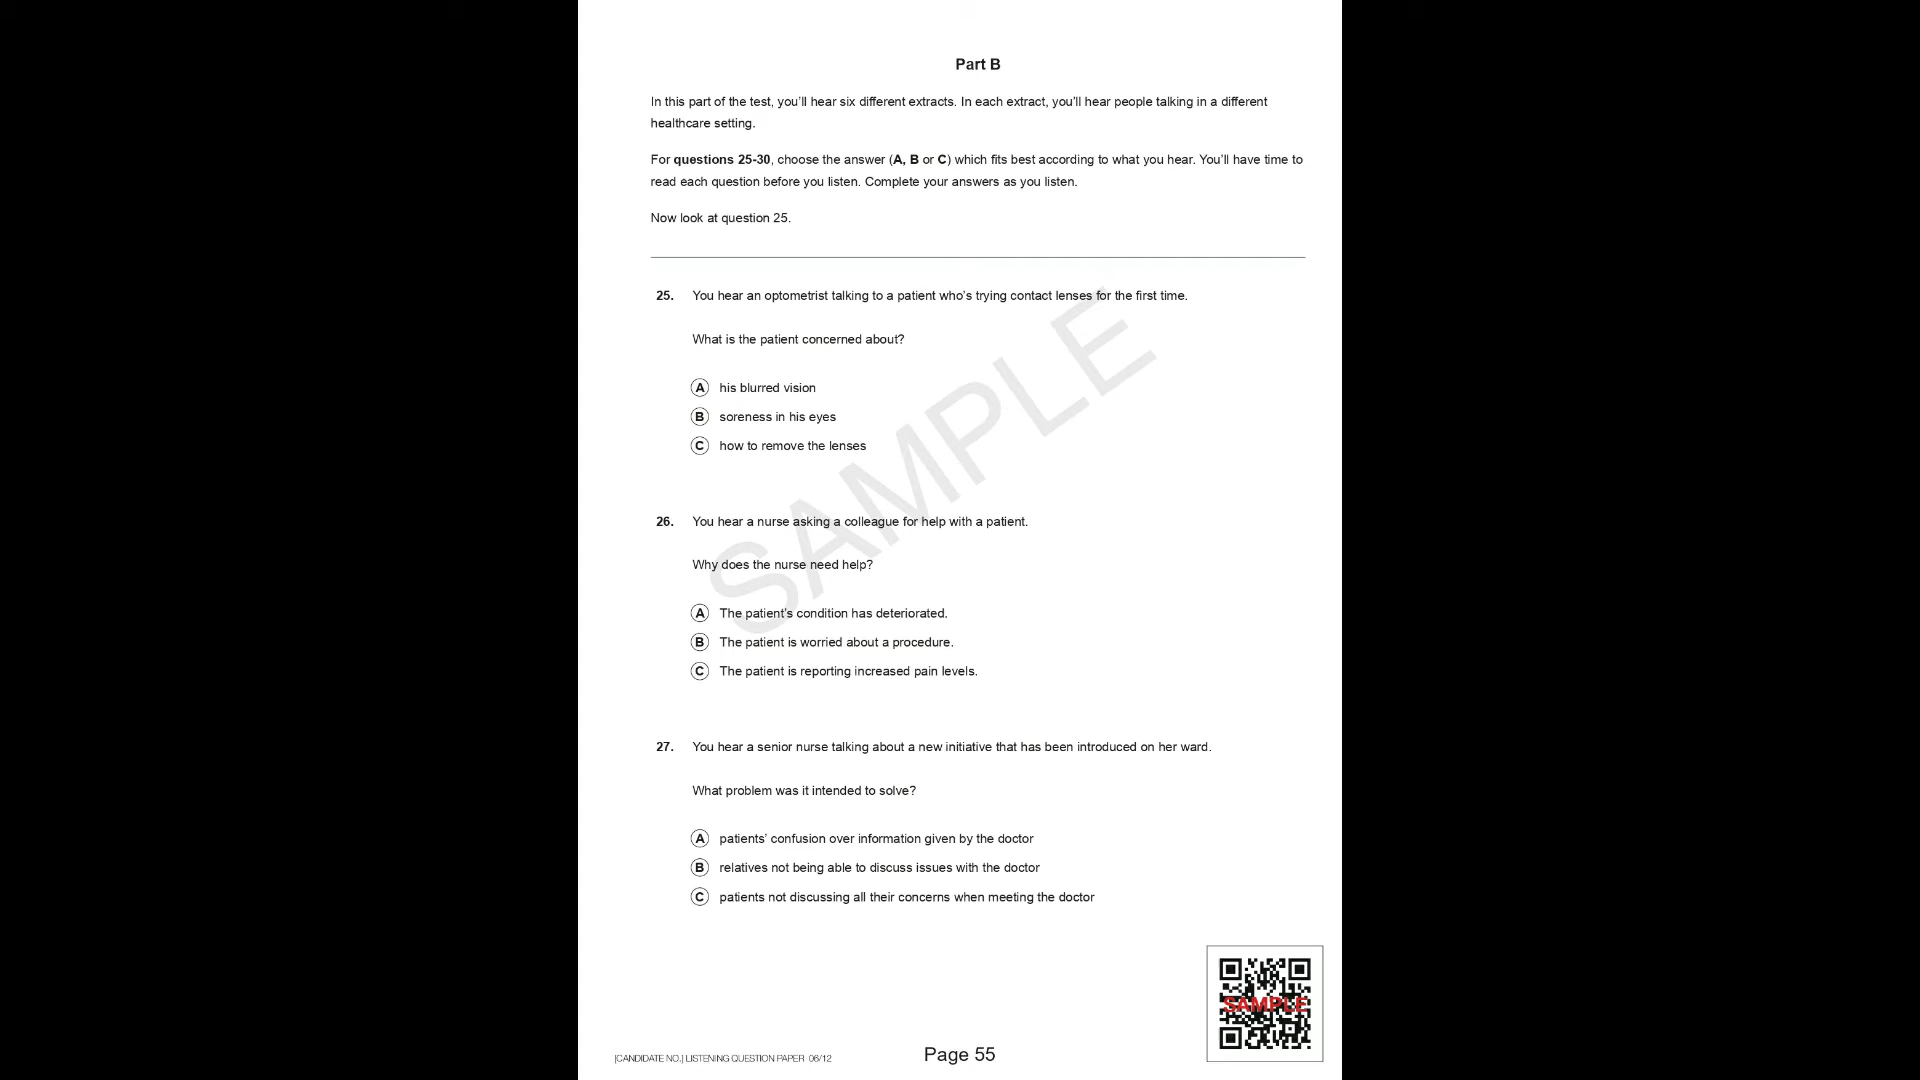 Part B
In this part of the test, you'll hear six different extracts. In each extract, you'll hear people talking in a different
healthcare setting.
For questions 25-30, choose the answer (A, B or C) which fits best according to what you hear. You'll have time to
read each question before you listen. Complete your answers as you listen.
Now look at question 25.
25. You hear an optometrist talking to a patient who's trying contact lenses for the first time.
What is the patient concerned about?
A his blurred vision
B soreness in his eyes
C how to remove the lenses
26. You hear a nurse asking a colleague for help with a patient.
Why does the nurse need help?
A The patient's condition has deteriorated.
B The patient is worried about a procedure.
C The patient is reporting increased pain levels.
27. You hear a senior nurse talking about a new initiative that has been introduced on her ward.
What problem was it intended to solve?
A patients' confusion over information given by the doctor
B relatives not being able to discuss issues with the doctor
C patients not discussing all their concerns when meeting the doctor
SAMPLE
SAMPLE
[CANDIDATE NO.] LISTENING QUESTION PAPER 06/12
Page 55